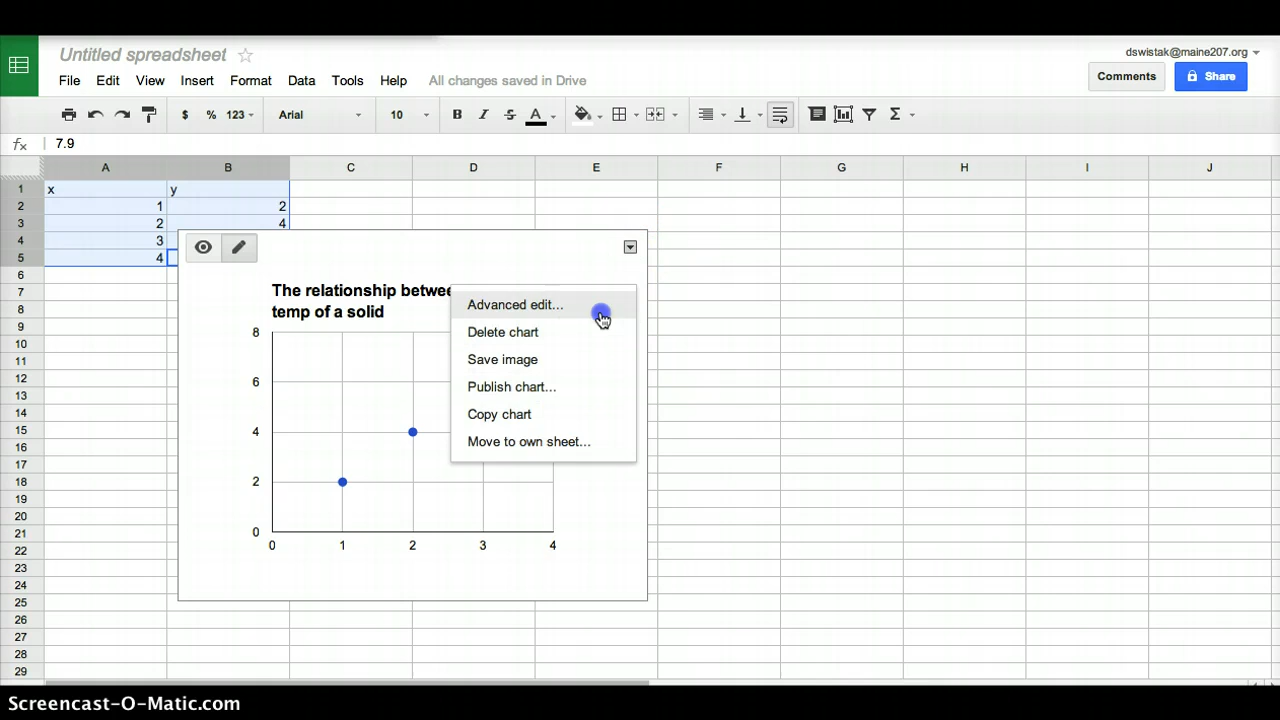 Untitled spreadsheet
dswistak@maine207.org
File Edit View Insert Format Data Tools Help All changes saved in Drive
Comments Share
$ % 123 Arial 10 B I S A Σ
fx 7.9
A B C D E F G H I J
1 x y
2 1 2
3 2 4
4 3
5 4
6
7
8
9
10
11
12
13
14
15
16
17
18
19
20
21
22
23
24
25
26
27
28
29
The relationship
temp of a solid
8
6
4
2
0
0 1 2 3 4
Advanced edit...
Delete chart
Save image
Publish chart...
Copy chart
Move to own sheet...
Screencast-O-Matic.com